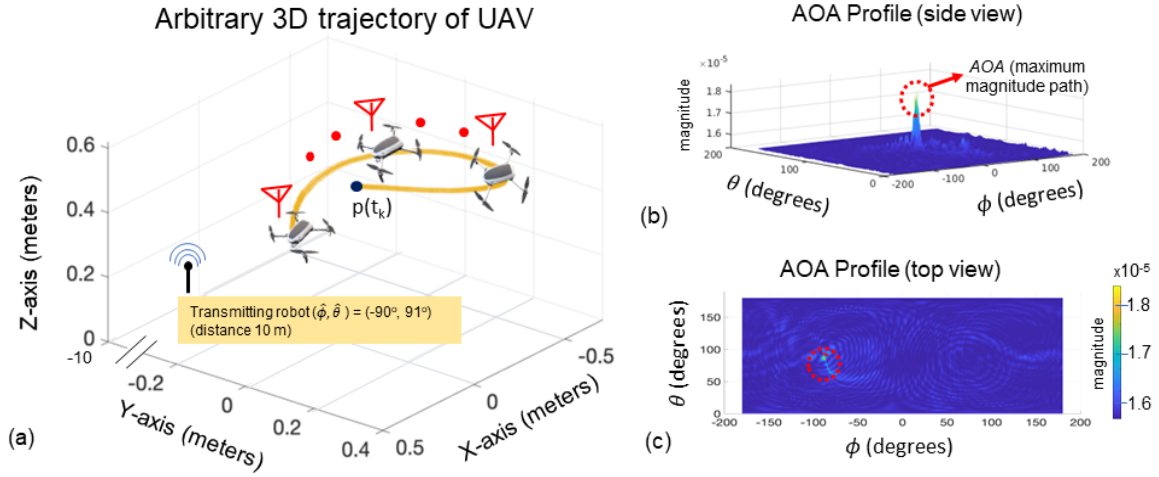 Arbitrary 3D trajectory of UAV
Z-axis (meters)
0.6
0.4
0.2
0
-10
-0.2
0
0.2
0.4
Y-axis (meters)
0.5
0
-0.5
X-axis (meters)
p(tₖ)
Transmitting robot (ϕ̂, θ̂ ) = (-90°, 91°)
(distance 10 m)
(a)
AOA Profile (side view)
×10⁻⁵
magnitude
1.8
1.7
1.6
200
100
0
θ (degrees)
-200
-100
0
100
200
ϕ (degrees)
AOA (maximum
magnitude path)
(b)
AOA Profile (top view)
θ (degrees)
150
100
50
0
-200
-150
-100
-50
0
50
100
150
200
ϕ (degrees)
×10⁻⁵
1.8
1.7
1.6
magnitude
(c)